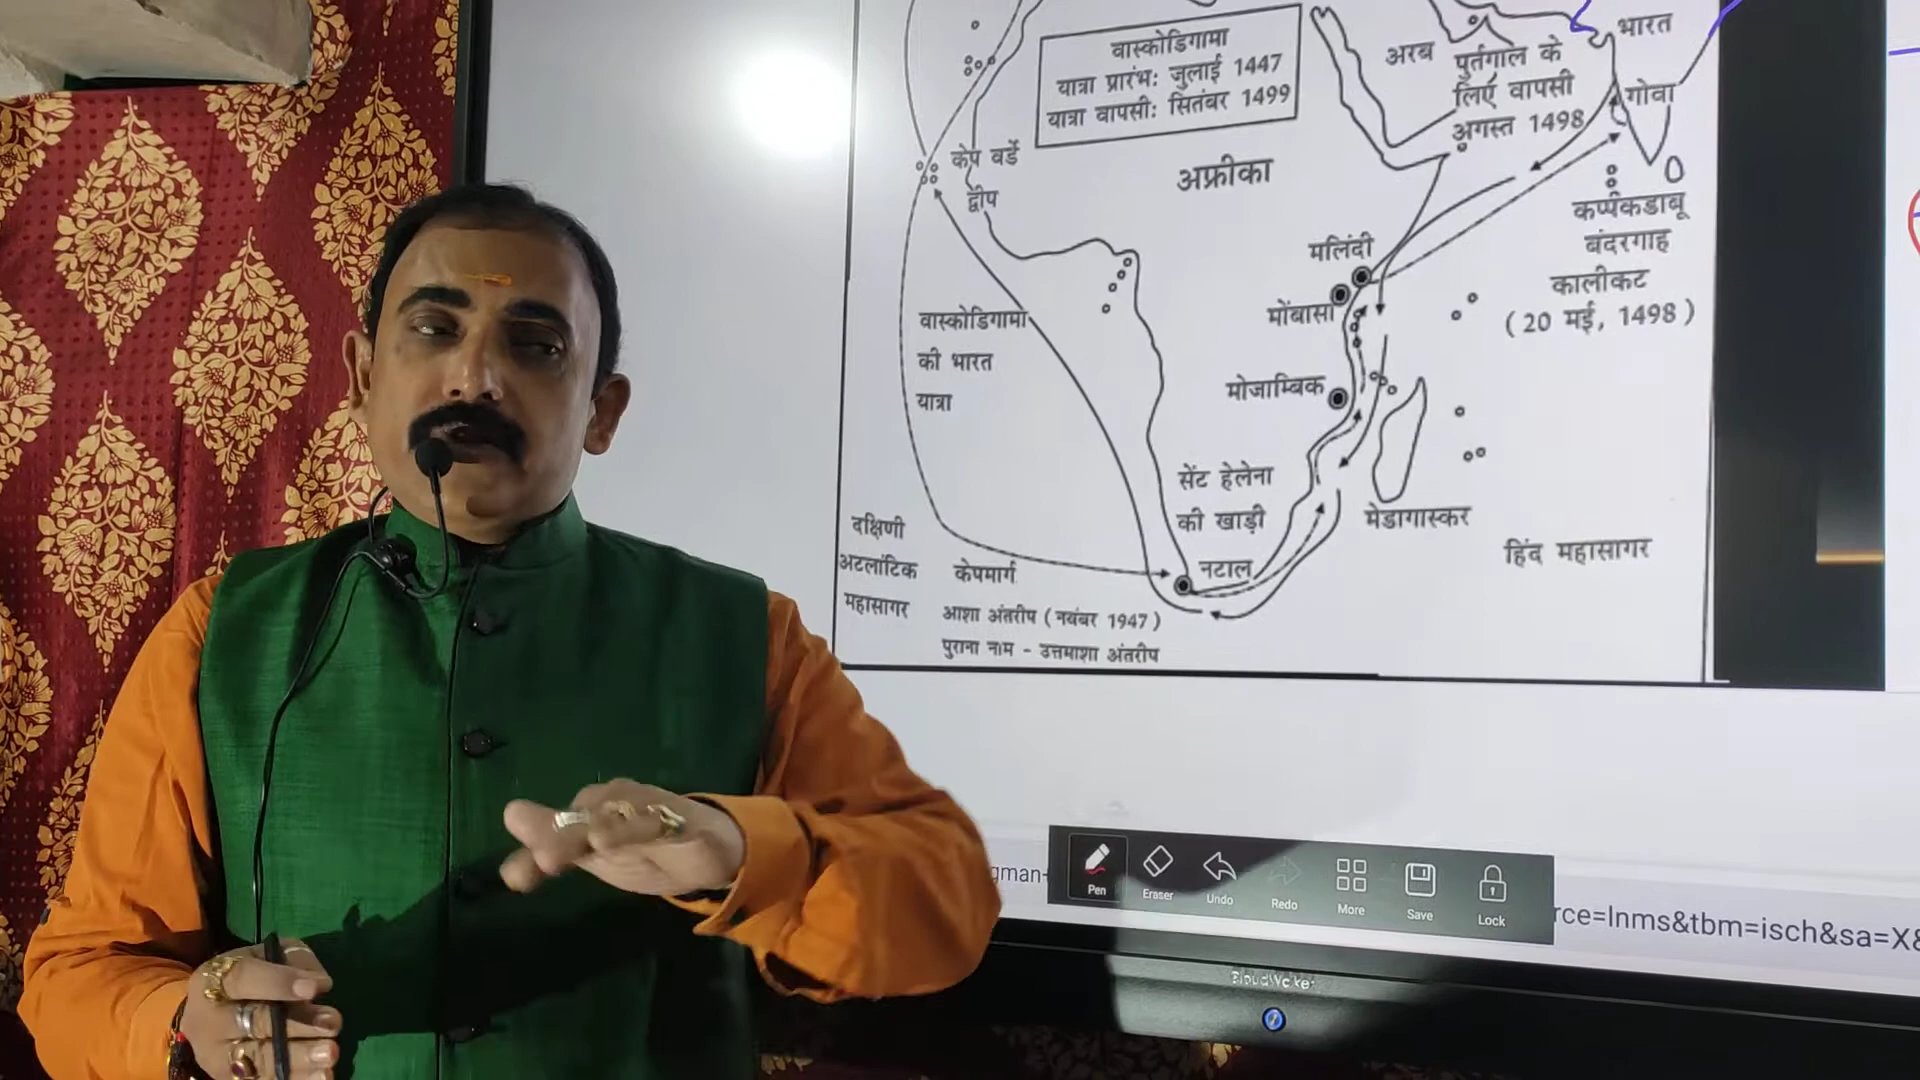 वास्कोडिगामा
यात्रा प्रारंभ: जुलाई 1447
यात्रा वापसी: सितंबर 1499
भारत
अरब
पुर्तगाल के
लिएँ वापसी
अगस्त 1498
गोवा
केप वर्डे
द्वीप
अफ्रीका
कर्प्पकडाबू
बंदरगाह
कालीकट
( 20 मई, 1498 )
मलिंदी
मोंबासा
वास्कोडिगामा
की भारत
यात्रा
मोजाम्बिक
सेंट हेलेना
की खाड़ी
मेडागास्कर
दक्षिणी
अटलांटिक
महासागर
केपमार्ग
नटाल
हिंद महासागर
आशा अंतरीप ( नवंबर 1947 )
पुराना नाम - उत्तमाशा अंतरीप
gman-
Pen
Eraser
Undo
Redo
More
Save
Lock
rce=lnms&tbm=isch&sa=X&
CloudWalker